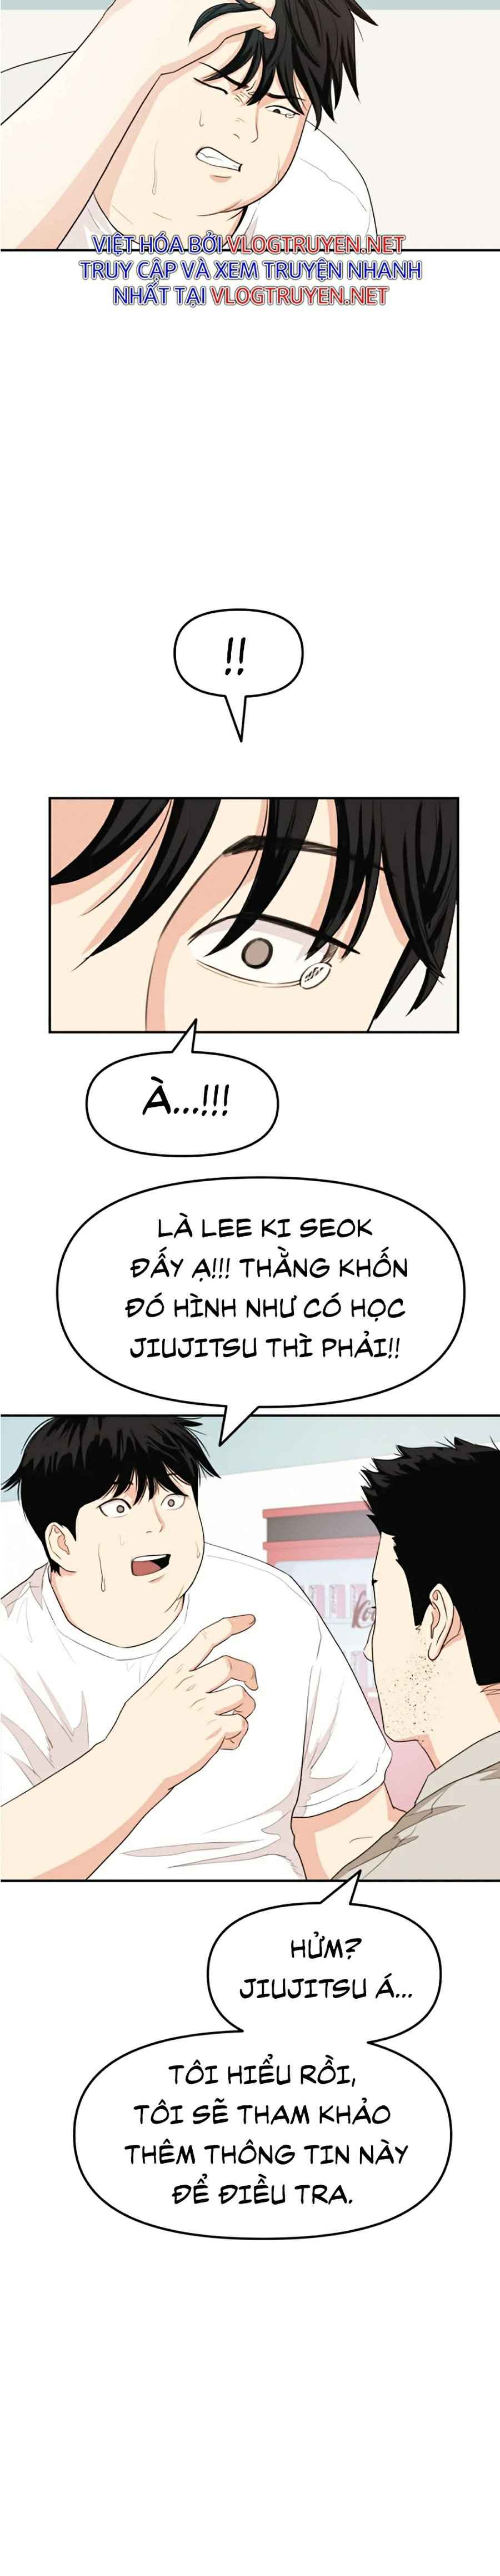 VIỆT HÓA BỞI VLOGTRUYEN.NET
TRUY CẬP VÀ XEM TRUYỆN NHANH
NHẤT TẠI VLOGTRUYEN.NET
!!
À...!!!
LÀ LEE KI SEOK
ĐẤY Ạ!!! THẰNG KHỐN
ĐÓ HÌNH NHƯ CÓ HỌC
JIUJITSU THÌ PHẢI!!
HỬM?
JIUJITSU Á...
TÔI HIỂU RỒI,
TÔI SẼ THAM KHẢO
THÊM THÔNG TIN NÀY
ĐỂ ĐIỀU TRA.